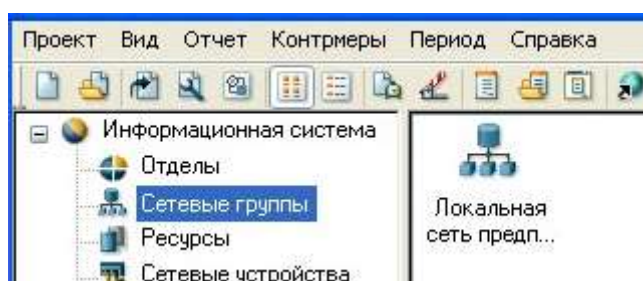 Проект Вид Отчет Контрмеры Период Справка
Информационная система
Отделы
Сетевые группы
Ресурсы
Сетевые устройства
Локальная
сеть предп...